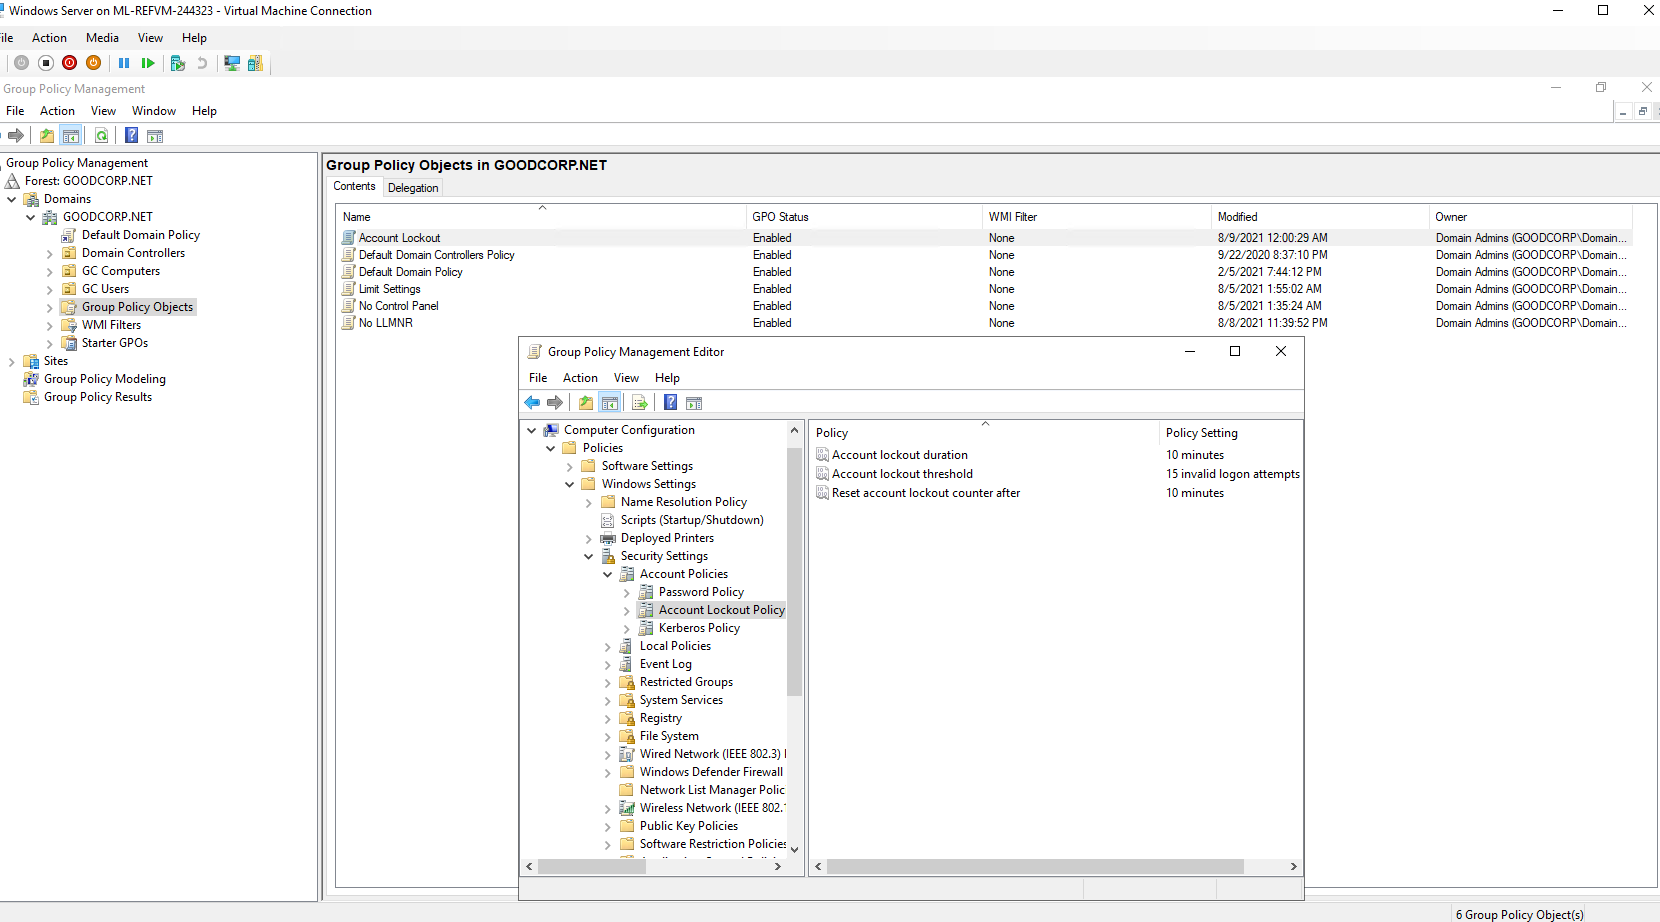 Windows Server on ML-REFVM-244323 - Virtual Machine Connection
ile Action Media View Help
Group Policy Management
File Action View Window Help
Group Policy Management
Forest: GOODCORP.NET
Domains
GOODCORP.NET
Default Domain Policy
Domain Controllers
GC Computers
GC Users
Group Policy Objects
WMI Filters
Starter GPOs
Sites
Group Policy Modeling
Group Policy Results
Group Policy Objects in GOODCORP.NET
Contents Delegation
Name GPO Status WMI Filter Modified Owner
Account Lockout Enabled None 8/9/2021 12:00:29 AM Domain Admins (GOODCORP\Domain...
Default Domain Controllers Policy Enabled None 9/22/2020 8:37:10 PM Domain Admins (GOODCORP\Domain...
Default Domain Policy Enabled None 2/5/2021 7:44:12 PM Domain Admins (GOODCORP\Domain...
Limit Settings Enabled None 8/5/2021 1:55:02 AM Domain Admins (GOODCORP\Domain...
No Control Panel Enabled None 8/5/2021 1:35:24 AM Domain Admins (GOODCORP\Domain...
No LLMNR Enabled None 8/8/2021 11:39:52 PM Domain Admins (GOODCORP\Domain...
Group Policy Management Editor
File Action View Help
Computer Configuration
Policies
Software Settings
Windows Settings
Name Resolution Policy
Scripts (Startup/Shutdown)
Deployed Printers
Security Settings
Account Policies
Password Policy
Account Lockout Policy
Kerberos Policy
Local Policies
Event Log
Restricted Groups
System Services
Registry
File System
Wired Network (IEEE 802.3)
Windows Defender Firewall
Network List Manager Polic
Wireless Network (IEEE 802.
Public Key Policies
Software Restriction Policies
Policy Policy Setting
Account lockout duration 10 minutes
Account lockout threshold 15 invalid logon attempts
Reset account lockout counter after 10 minutes
6 Group Policy Object(s)